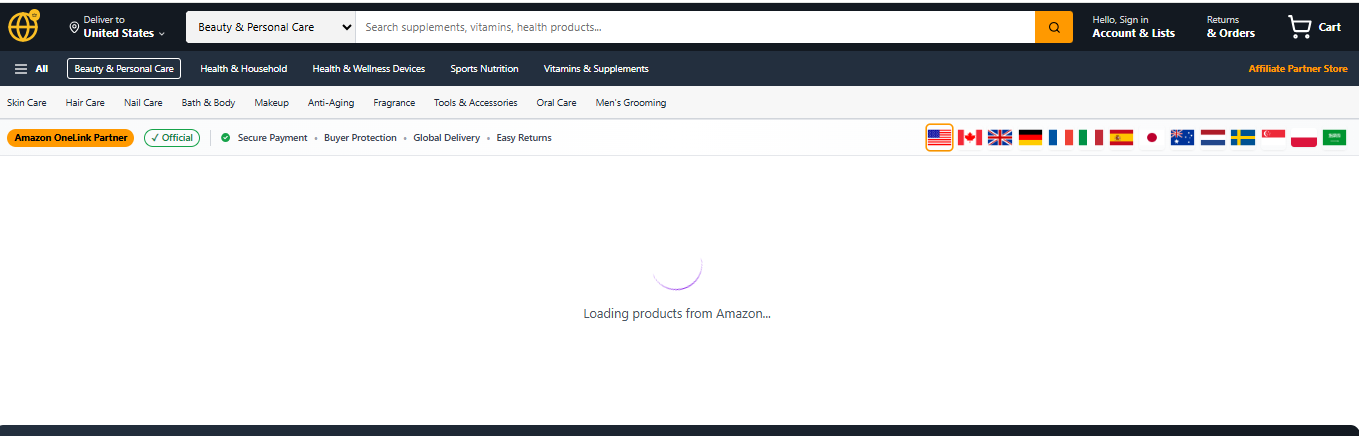 Deliver to
United States
Beauty & Personal Care
Search supplements, vitamins, health products...
Hello, Sign in
Account & Lists
Returns
& Orders
Cart
All
Beauty & Personal Care
Health & Household
Health & Wellness Devices
Sports Nutrition
Vitamins & Supplements
Affiliate Partner Store
Skin Care
Hair Care
Nail Care
Bath & Body
Makeup
Anti-Aging
Fragrance
Tools & Accessories
Oral Care
Men's Grooming
Amazon OneLink Partner
✓ Official
Secure Payment • Buyer Protection • Global Delivery • Easy Returns
Loading products from Amazon...